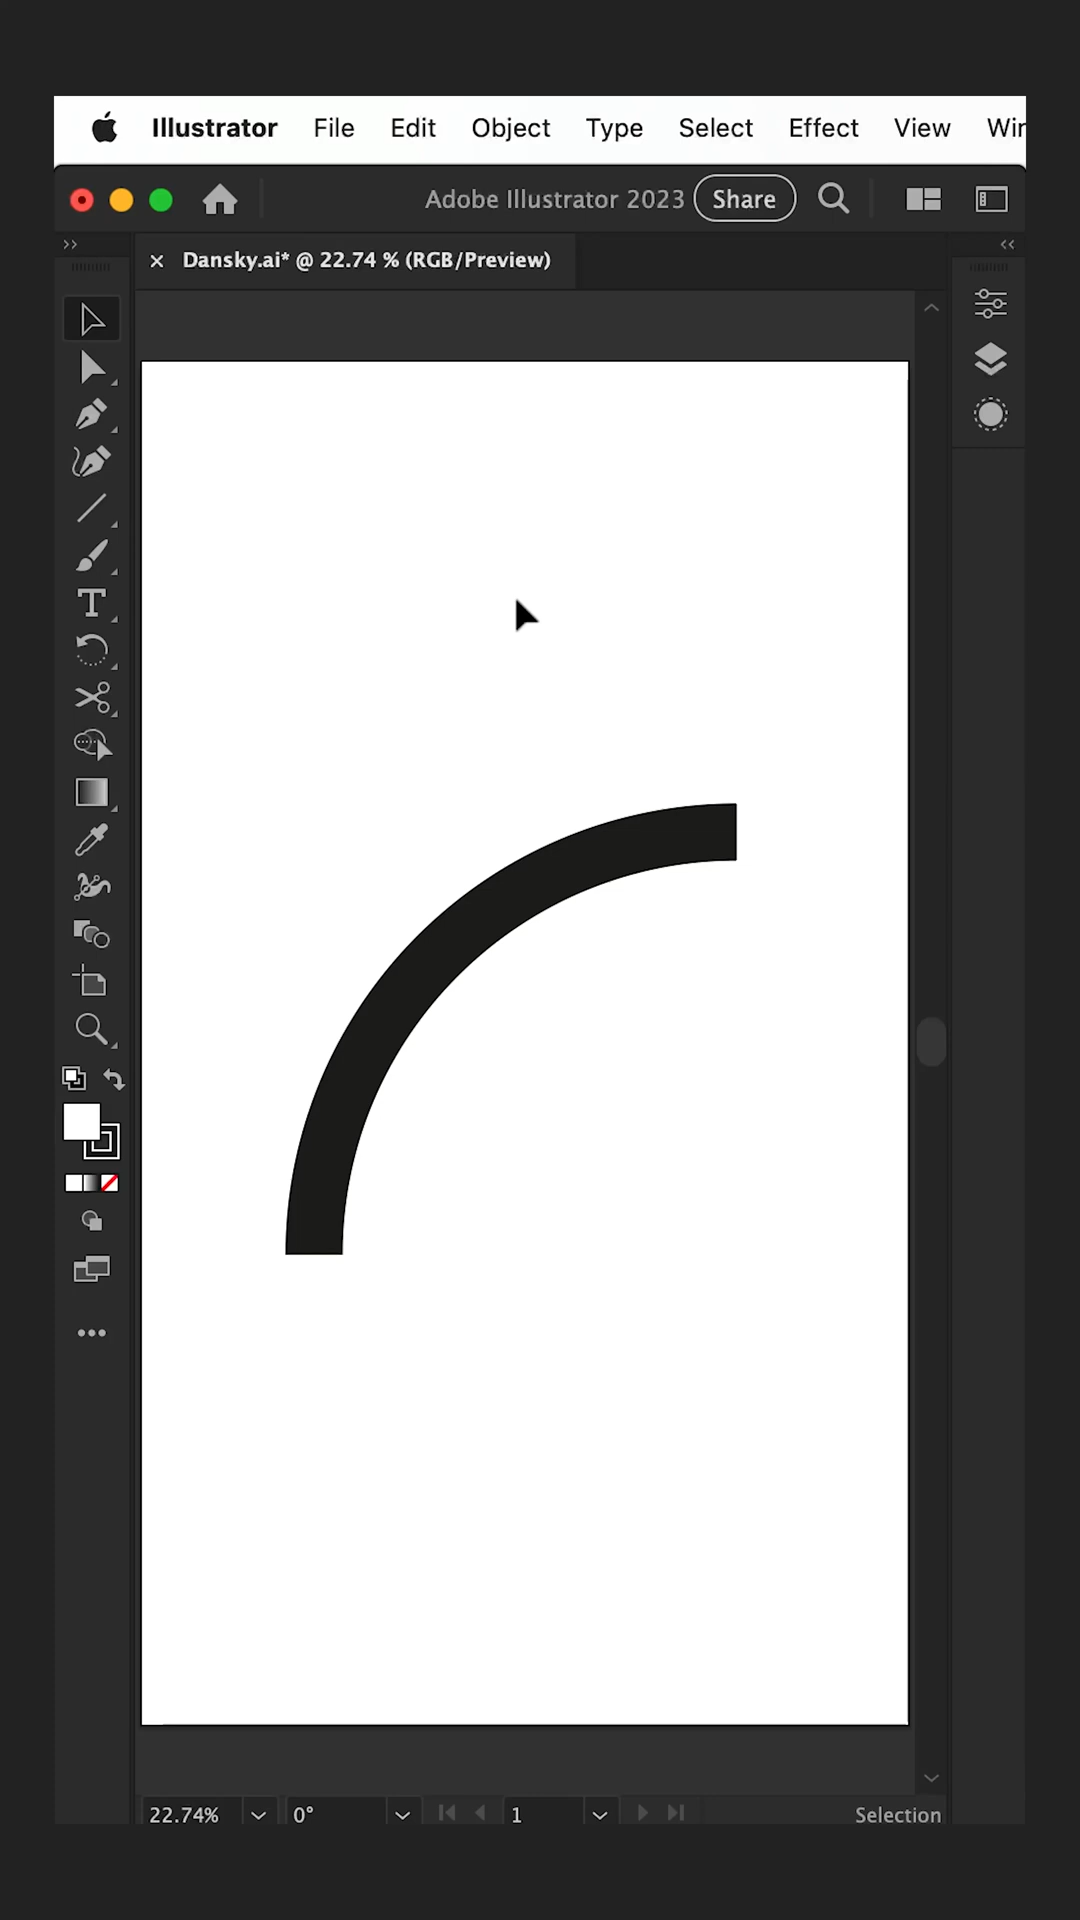 Illustrator File Edit Object Type Select Effect View Wir
Adobe Illustrator 2023 Share
Dansky.ai* @ 22.74 % (RGB/Preview)
22.74% 0° 1 Selection